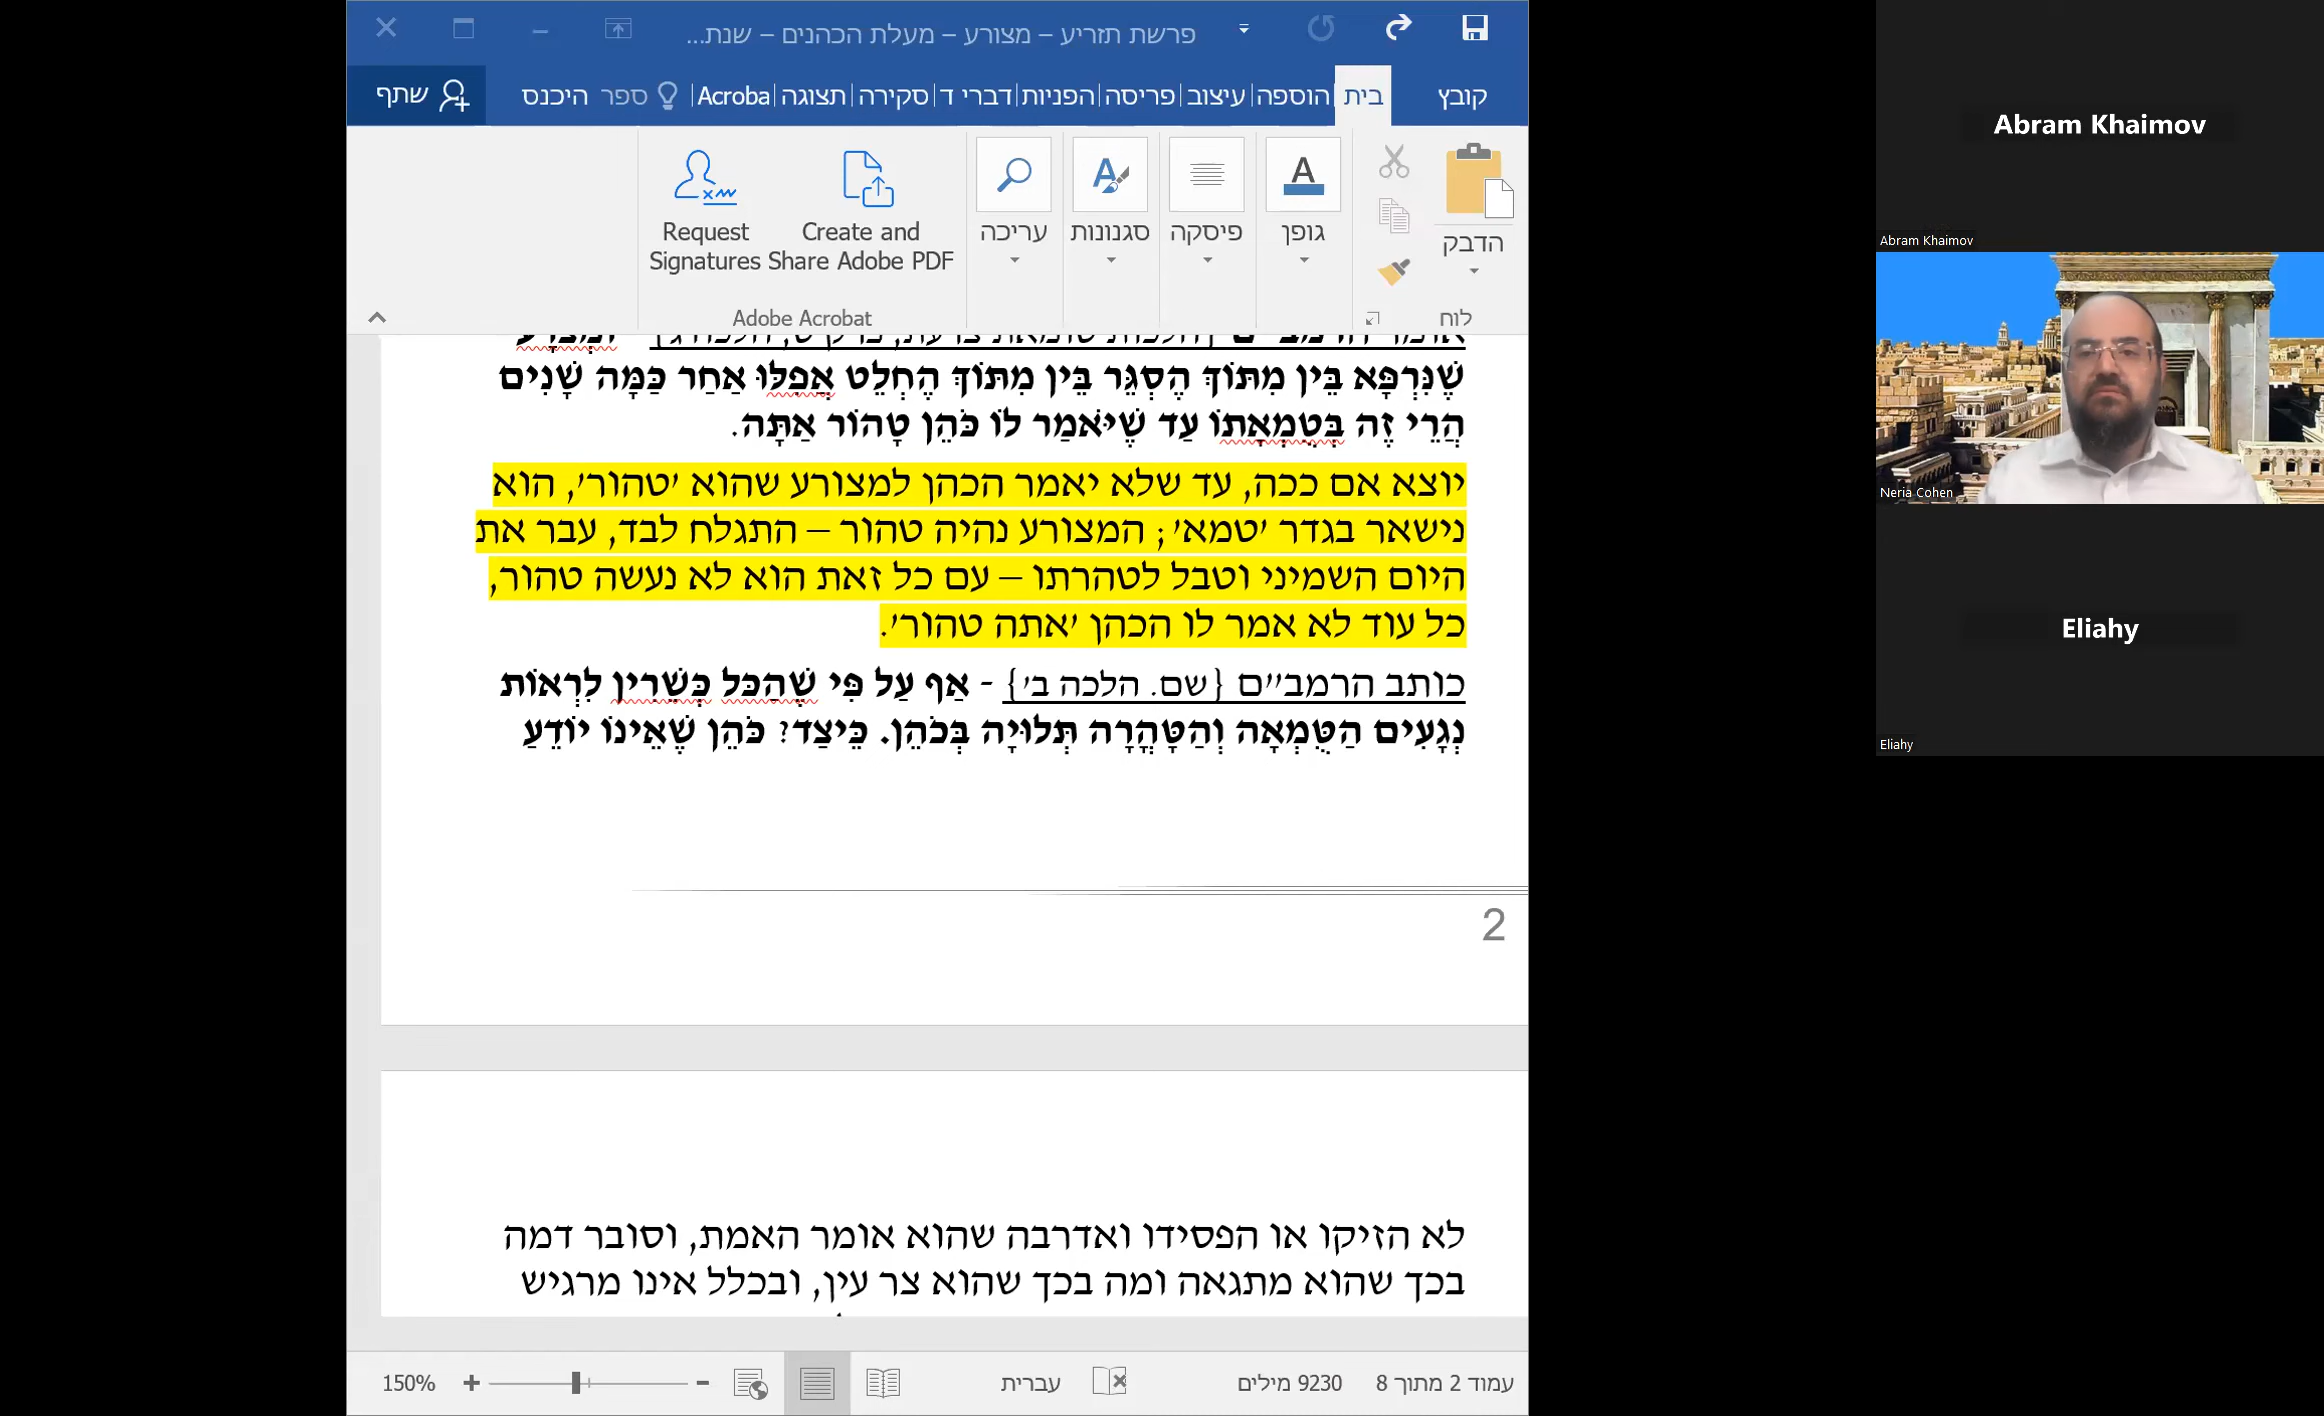 פרשת תזריע – מצורע – מעלת הכהנים – שנת...
קובץ
בית
הוספה
עיצוב
פריסה
הפניות
דברי ד
סקירה
תצוגה
Acroba
ספר
היכנס
שתף
הדבק
גופן
פיסקה
סגנונות
עריכה
Create and
Share Adobe PDF
Request
Signatures
לוח
Adobe Acrobat
שֶׁנִּרְפָּא בֵּין מִתּוֹךְ הֶסְגֵּר בֵּין מִתּוֹךְ הֶחְלֵט אֲפִלּוּ אַחַר כַּמָּה שָׁנִים
הֲרֵי זֶה בְּטֻמְאָתוֹ עַד שֶׁיֹּאמַר לוֹ כֹּהֵן טָהוֹר אַתָּה.
יוצא אם ככה, עד שלא יאמר הכהן למצורע שהוא 'טהור', הוא
נישאר בגדר 'טמא'; המצורע נהיה טהור – התגלח לבד, עבר את
היום השמיני וטבל לטהרתו – עם כל זאת הוא לא נעשה טהור,
כל עוד לא אמר לו הכהן 'אתה טהור'.
כותב הרמב''ם {שם. הלכה ב'} - אַף עַל פִּי שֶׁהַכֹּל כְּשֵׁרִין לִרְאוֹת
נְגָעִים הַטֻּמְאָה וְהַטָּהֳרָה תְּלוּיָה בְּכֹהֵן. כֵּיצַד? כֹּהֵן שֶׁאֵינוֹ יוֹדֵעַ
2
לא הזיקו או הפסידו ואדרבה שהוא אומר האמת, וסובר דמה
בכך שהוא מתגאה ומה בכך שהוא צר עין, ובכלל אינו מרגיש
עמוד 2 מתוך 8
9230 מילים
עברית
150%
Abram Khaimov
Abram Khaimov
Neria Cohen
Eliahy
Eliahy